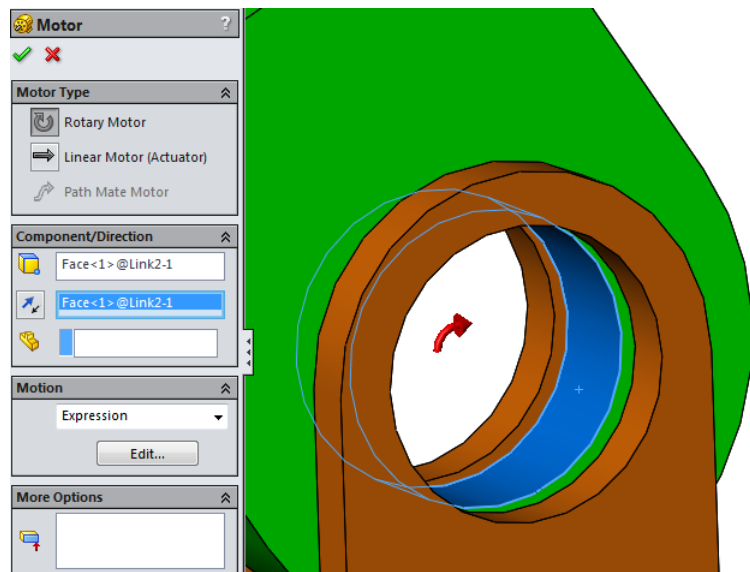 Motor ?
Motor Type
Rotary Motor
Linear Motor (Actuator)
Path Mate Motor
Component/Direction
Face<1>@Link2-1
Face<1>@Link2-1
Motion
Expression
Edit...
More Options